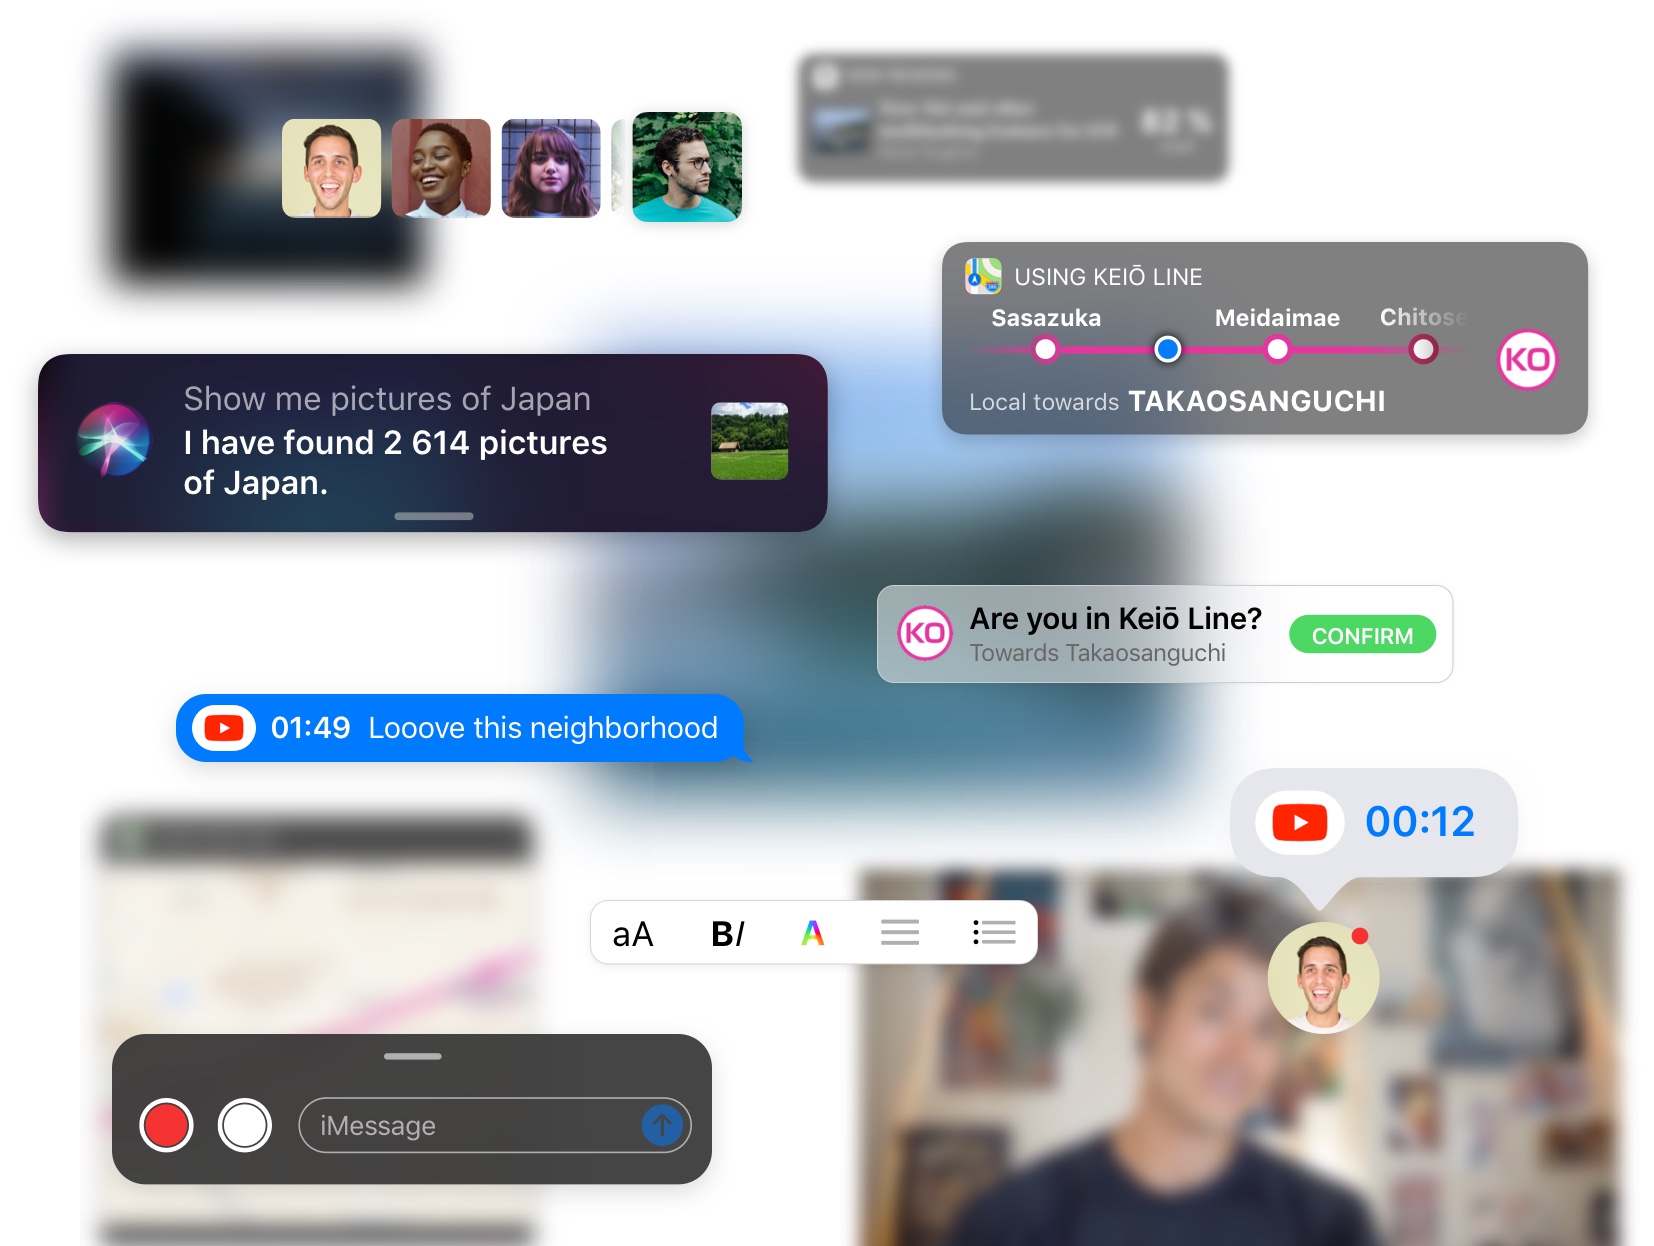 USING KEIŌ LINE
Sasazuka Meidaimae Chitose
KO
Local towards TAKAOSANGUCHI
Show me pictures of Japan
I have found 2 614 pictures
of Japan.
KO
Are you in Keiō Line?
Towards Takaosanguchi
CONFIRM
01:49 Looove this neighborhood
00:12
aA BI A
iMessage
82 %